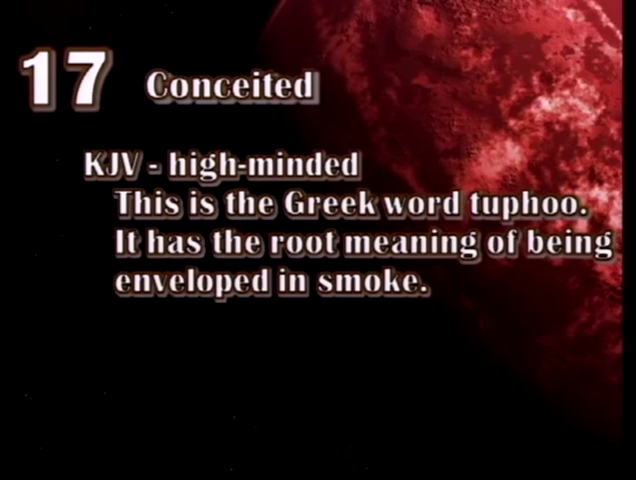 17 Conceited
KJV - high-minded
This is the Greek word tuphoo.
It has the root meaning of being
enveloped in smoke.